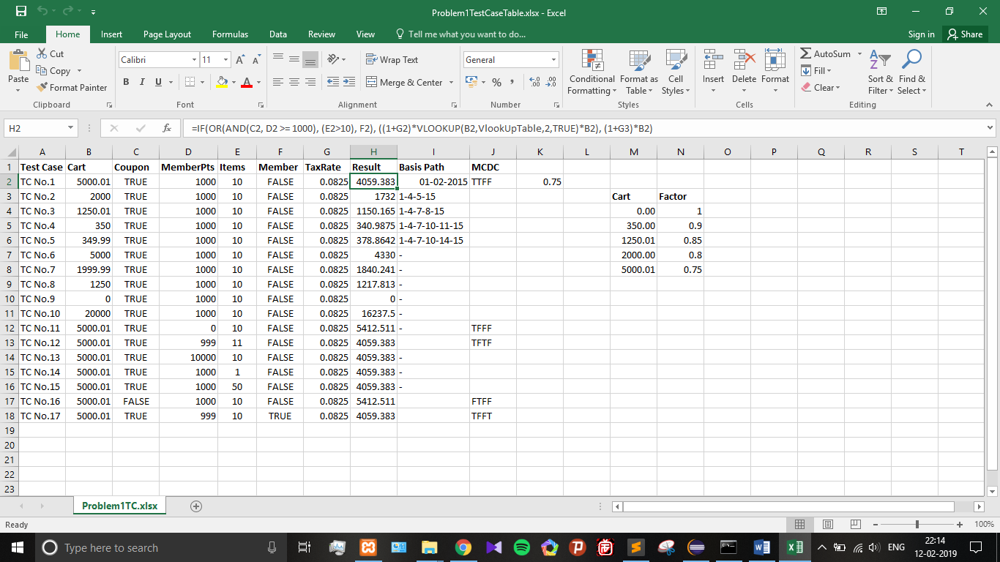 Problem1TestCaseTable.xlsx - Excel
File Home Insert Page Layout Formulas Data Review View Tell me what you want to do... Sign in Share
Paste Cut Copy Format Painter
Calibri 11
B I U
Wrap Text
Merge & Center
General
%
Conditional Formatting Format as Table Cell Styles
Insert Delete Format
AutoSum Fill Clear
Sort & Filter Find & Select
Clipboard Font Alignment Number Styles Cells Editing
H2 fx =IF(OR(AND(C2, D2 >= 1000), (E2>10), F2), ((1+G2)*VLOOKUP(B2,VlookUpTable,2,TRUE)*B2), (1+G3)*B2)
A B C D E F G H I J K L M N O P Q R S T
1 Test Case Cart Coupon MemberPts Items Member TaxRate Result Basis Path MCDC
2 TC No.1 5000.01 TRUE 1000 10 FALSE 0.0825 4059.383 01-02-2015 TTFF 0.75
3 TC No.2 2000 TRUE 1000 10 FALSE 0.0825 1732 1-4-5-15 Cart Factor
4 TC No.3 1250.01 TRUE 1000 10 FALSE 0.0825 1150.165 1-4-7-8-15 0.00 1
5 TC No.4 350 TRUE 1000 10 FALSE 0.0825 340.9875 1-4-7-10-11-15 350.00 0.9
6 TC No.5 349.99 TRUE 1000 10 FALSE 0.0825 378.8642 1-4-7-10-14-15 1250.01 0.85
7 TC No.6 5000 TRUE 1000 10 FALSE 0.0825 4330 - 2000.00 0.8
8 TC No.7 1999.99 TRUE 1000 10 FALSE 0.0825 1840.241 - 5000.01 0.75
9 TC No.8 1250 TRUE 1000 10 FALSE 0.0825 1217.813 -
10 TC No.9 0 TRUE 1000 10 FALSE 0.0825 0 -
11 TC No.10 20000 TRUE 1000 10 FALSE 0.0825 16237.5 -
12 TC No.11 5000.01 TRUE 0 10 FALSE 0.0825 5412.511 - TFFF
13 TC No.12 5000.01 TRUE 999 11 FALSE 0.0825 4059.383 TFTF
14 TC No.13 5000.01 TRUE 10000 10 FALSE 0.0825 4059.383 -
15 TC No.14 5000.01 TRUE 1000 1 FALSE 0.0825 4059.383 -
16 TC No.15 5000.01 TRUE 1000 50 FALSE 0.0825 4059.383 -
17 TC No.16 5000.01 FALSE 1000 10 FALSE 0.0825 5412.511 FTFF
18 TC No.17 5000.01 TRUE 999 10 TRUE 0.0825 4059.383 TFFT
19
20
21
22
23
Problem1TC.xlsx
Ready 100%
Type here to search
ENG 22:14
12-02-2019